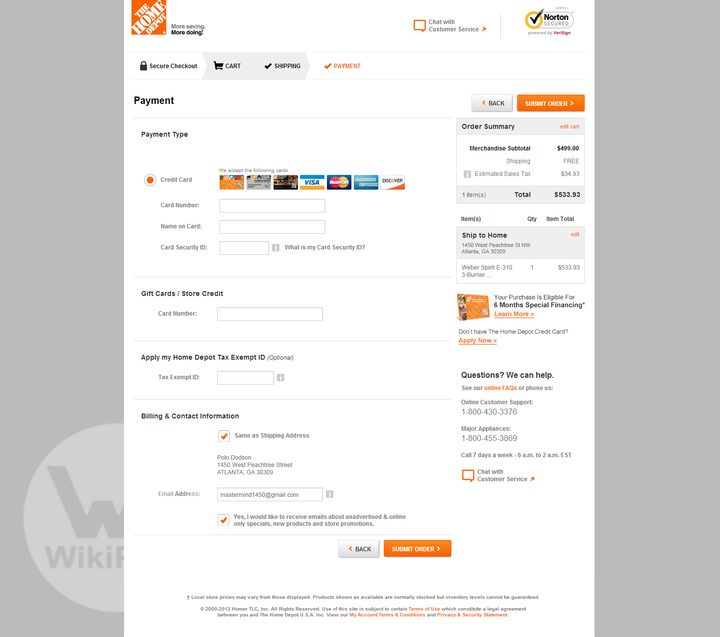 THE HOME DEPOT
More saving.
More doing.
Chat with
Customer Service
Norton
SECURED
powered by VeriSign
Secure Checkout
CART
SHIPPING
PAYMENT
Payment
BACK
SUBMIT ORDER
Payment Type
Credit Card
We accept the following cards
VISA
MasterCard
DISCOVER
Card Number:
Name on Card:
Card Security ID:
What is my Card Security ID?
Gift Cards / Store Credit
Card Number:
Apply my Home Depot Tax Exempt ID (Optional)
Tax Exempt ID:
Billing & Contact Information
Same as Shipping Address
Polo Dodson
1450 West Peachtree Street
ATLANTA, GA 30309
Email Address:
mastermind1450@gmail.com
Yes, I would like to receive emails about unadvertised & online
only specials, new products and store promotions.
BACK
SUBMIT ORDER
Order Summary
edit cart
Merchandise Subtotal $499.00
Shipping FREE
Estimated Sales Tax $34.93
1 item(s) Total $533.93
Item(s) Qty Item Total
Ship to Home
edit
1450 West Peachtree St NW
Atlanta, GA 30309
Weber Spirit E-310 1 $533.93
3-Burner ...
Your Purchase Is Eligible For
6 Months Special Financing*
Learn More »
Don't have The Home Depot Credit Card?
Apply Now »
Questions? We can help.
See our online FAQs or phone us:
Online Customer Support:
1-800-430-3376
Major Appliances:
1-800-455-3869
Call 7 days a week - 6 a.m. to 2 a.m. EST
Chat with
Customer Service
† Local store prices may vary from those displayed. Products shown as available are normally stocked but inventory levels cannot be guaranteed.
© 2000-2013 Homer TLC, Inc. All Rights Reserved. Use of this site is subject to certain Terms of Use which constitute a legal agreement
between you and The Home Depot U.S.A. Inc. View our My Account Terms & Conditions and Privacy & Security Statement.